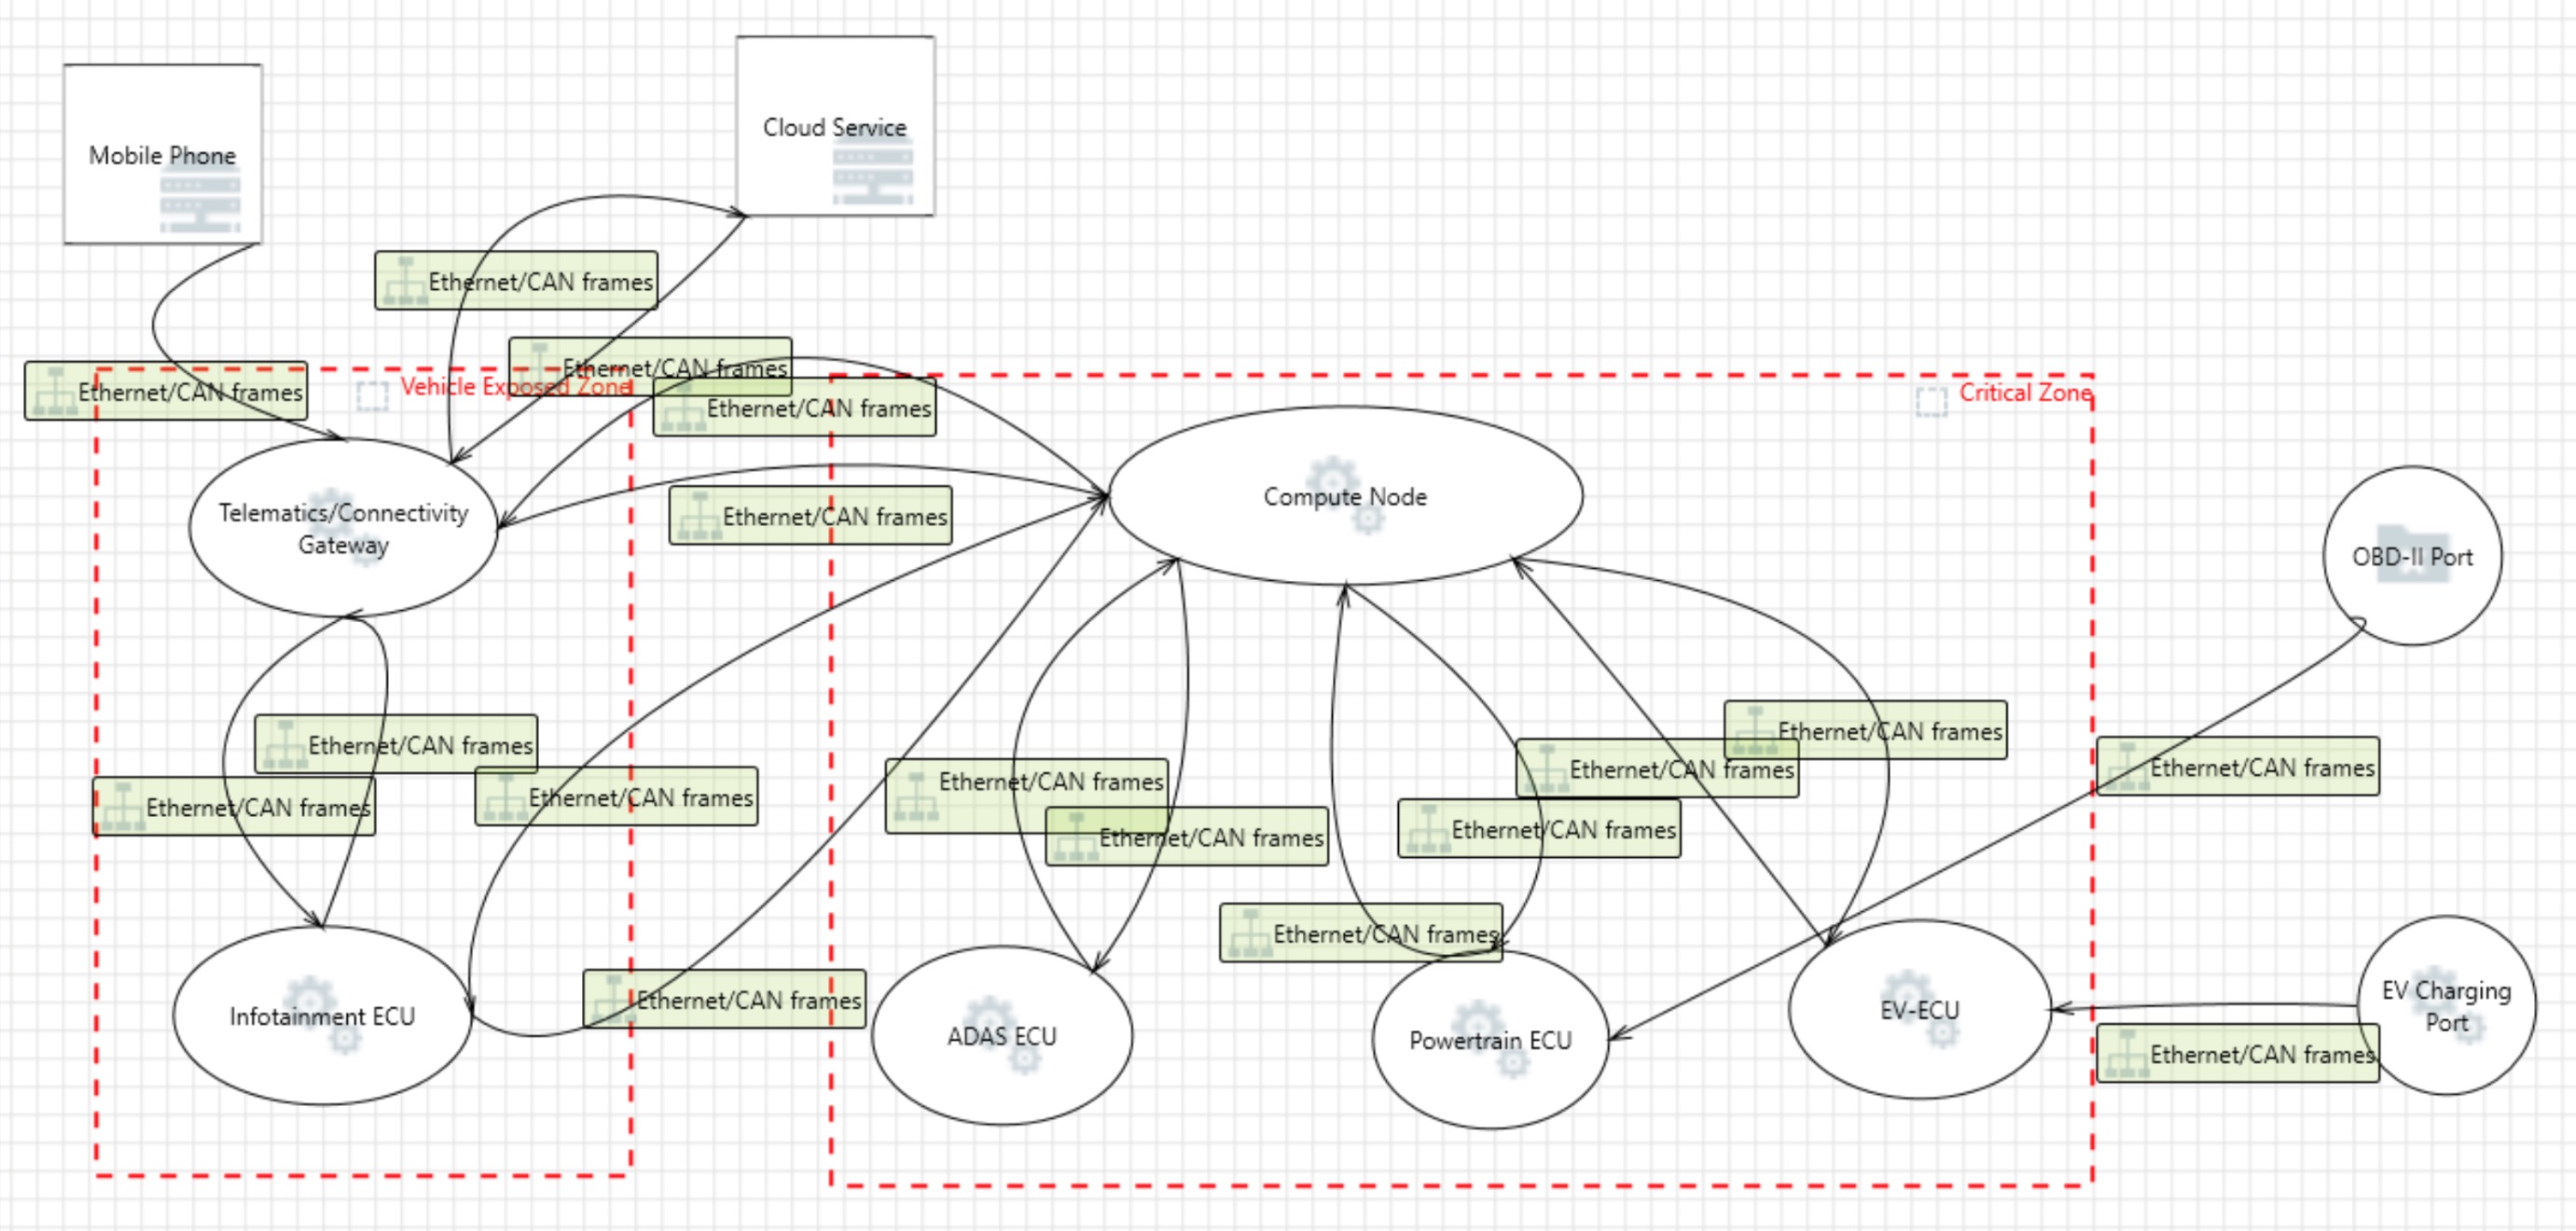 Cloud Service
Mobile Phone
Ethernet/CAN frames
Ethernet/CAN frames
Vehicle Exposed Zone
Ethernet/CAN frames
Critical Zone
Ethernet/CAN frames
Compute Node
Telematics/Connectivity
Gateway
Ethernet/CAN frames
OBD-II Port
Ethernet/CAN frames
Ethernet/CAN frames
Ethernet/CAN frames
Ethernet/CAN frames
Ethernet/CAN frames
Ethernet/CAN frames
Ethernet/CAN frames
Ethernet/CAN frames
Ethernet/CAN frames
Ethernet/CAN frames
Ethernet/CAN frames
Ethernet/CAN frames
EV Charging
Port
Infotainment ECU
EV-ECU
ADAS ECU
Powertrain ECU
Ethernet/CAN frames